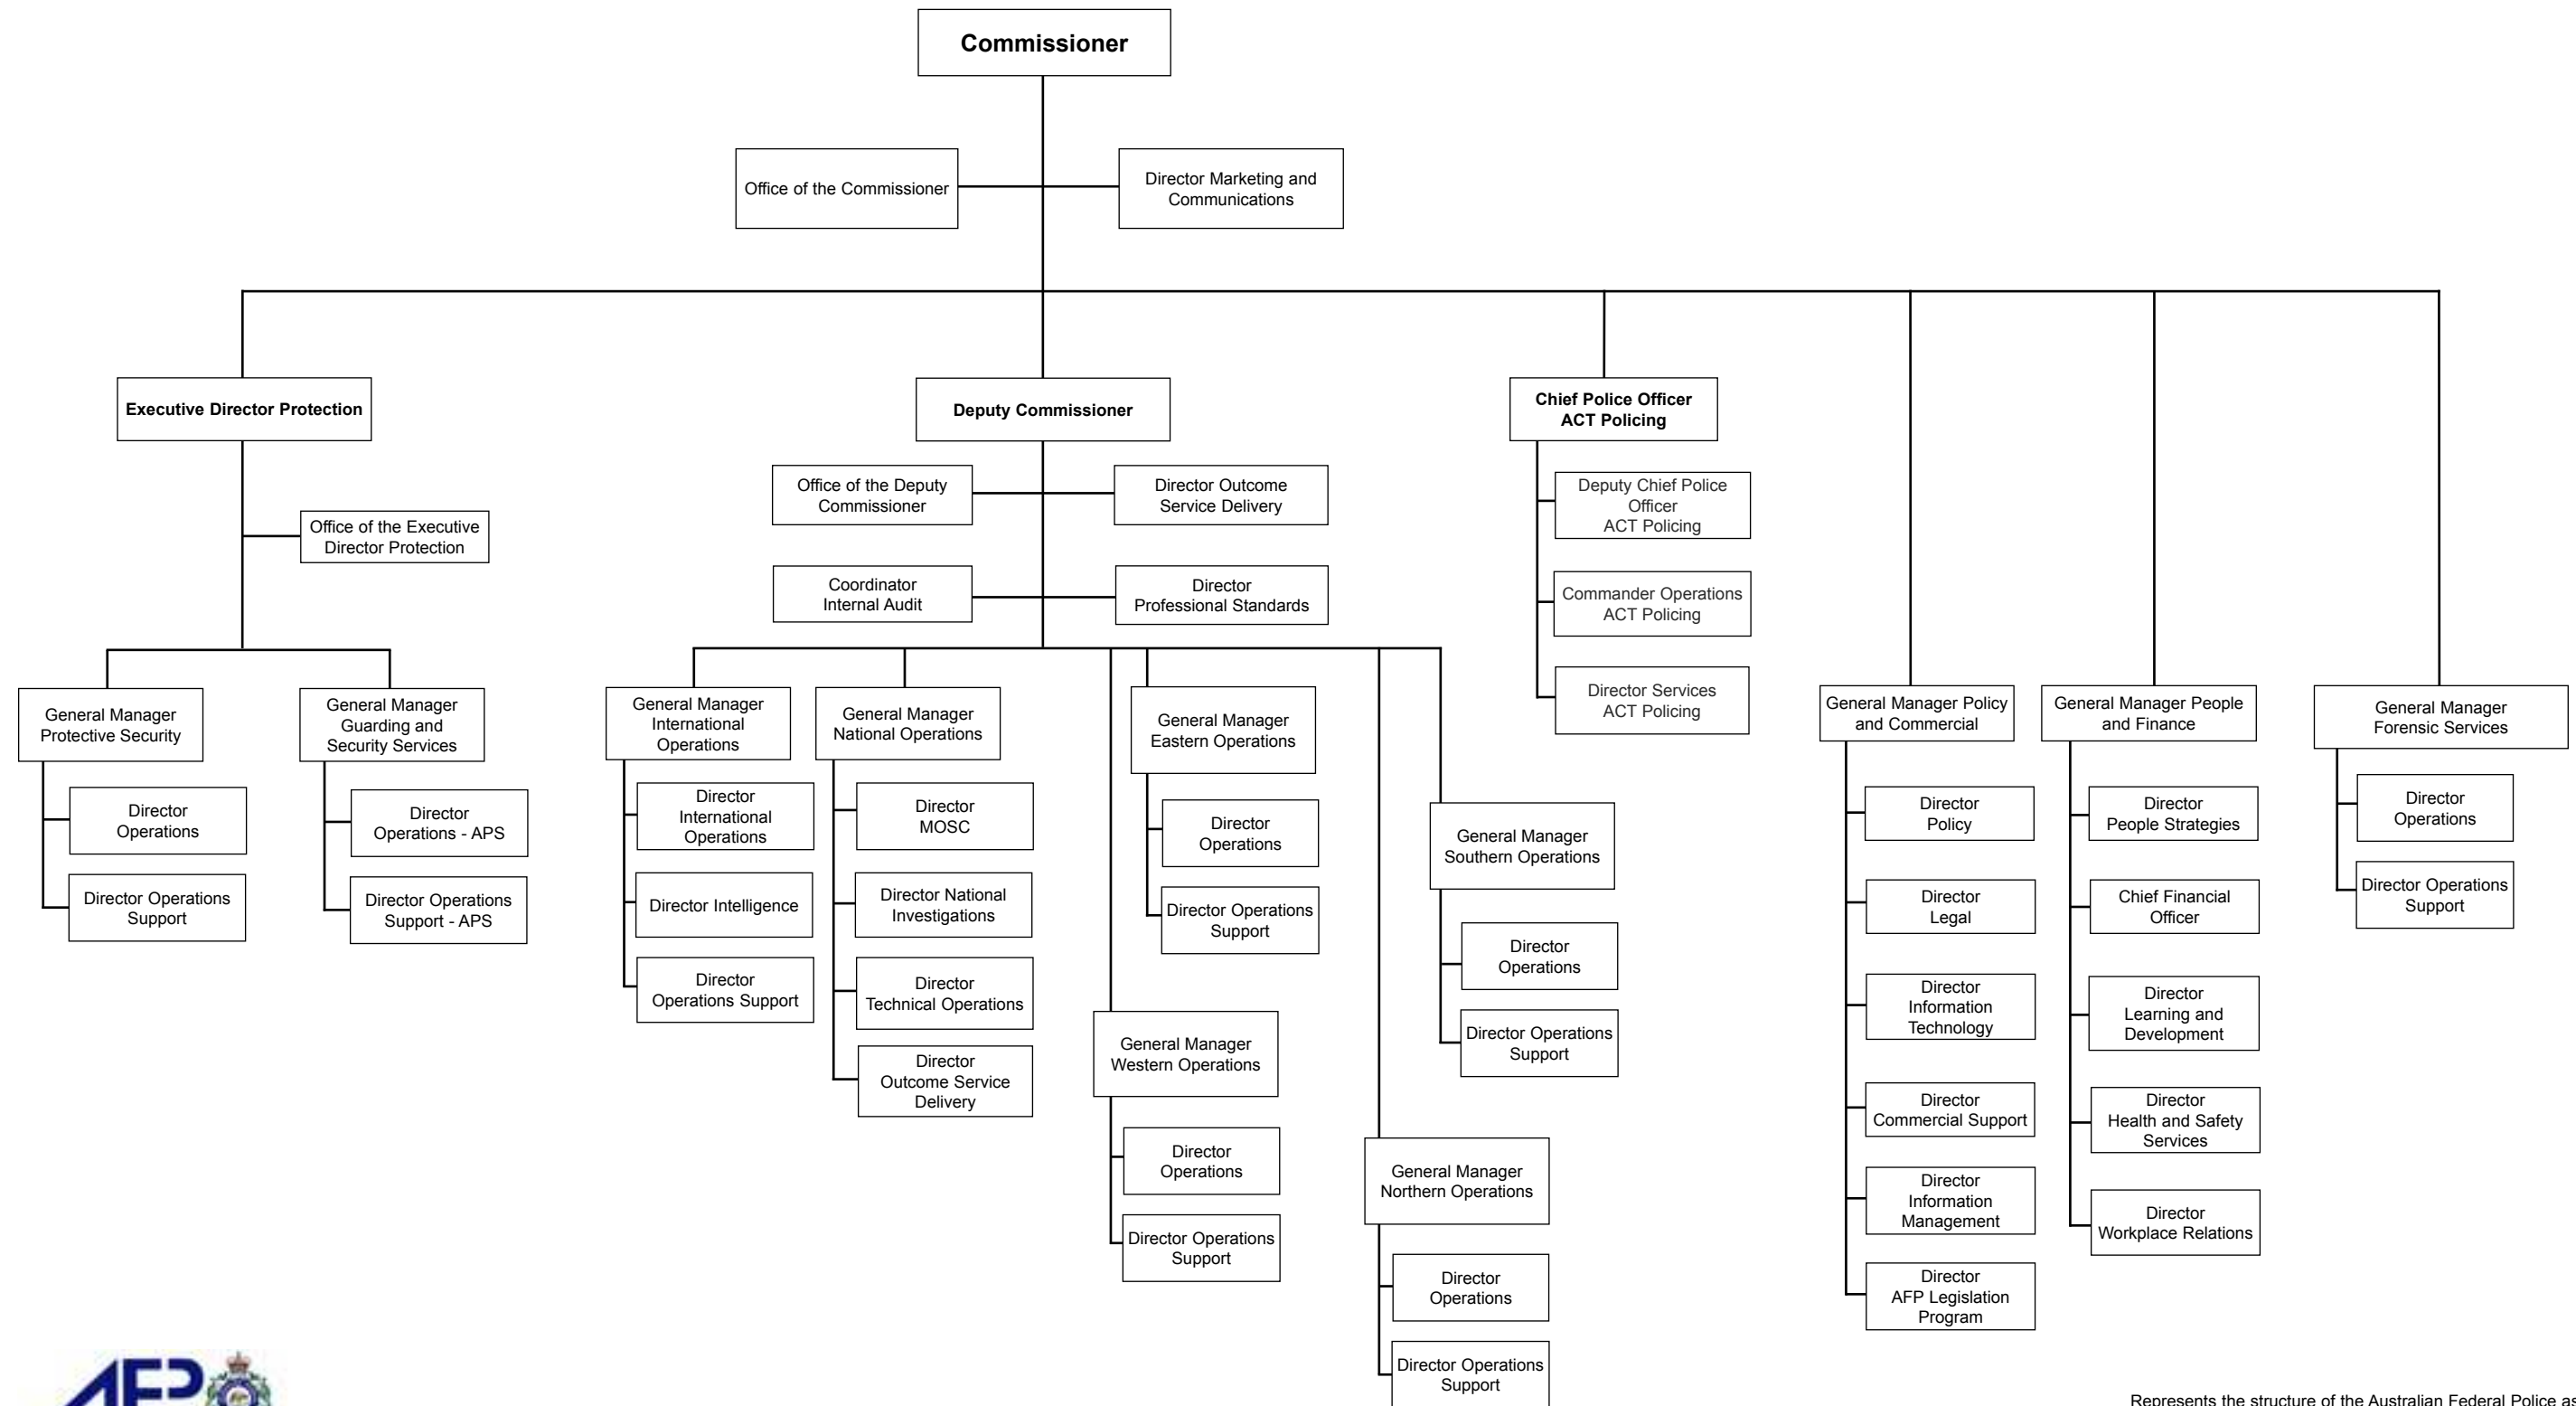 Commissioner
Office of the Commissioner
Director Marketing and
Communications
Executive Director Protection
Office of the Executive
Director Protection
General Manager
Protective Security
Director
Operations
Director Operations
Support
General Manager
Guarding and
Security Services
Director
Operations - APS
Director Operations
Support - APS
Deputy Commissioner
Office of the Deputy
Commissioner
Director Outcome
Service Delivery
Coordinator
Internal Audit
Director
Professional Standards
General Manager
International
Operations
Director
International
Operations
Director Intelligence
Director
Operations Support
General Manager
National Operations
Director
MOSC
Director National
Investigations
Director
Technical Operations
Director
Outcome Service
Delivery
General Manager
Eastern Operations
Director
Operations
Director Operations
Support
General Manager
Western Operations
Director
Operations
Director Operations
Support
General Manager
Southern Operations
Director
Operations
Director Operations
Support
General Manager
Northern Operations
Director
Operations
Director Operations
Support
Chief Police Officer
ACT Policing
Deputy Chief Police
Officer
ACT Policing
Commander Operations
ACT Policing
Director Services
ACT Policing
General Manager Policy
and Commercial
Director
Policy
Director
Legal
Director
Information
Technology
Director
Commercial Support
Director
Information
Management
Director
AFP Legislation
Program
General Manager People
and Finance
Director
People Strategies
Chief Financial
Officer
Director
Learning and
Development
Director
Health and Safety
Services
Director
Workplace Relations
General Manager
Forensic Services
Director
Operations
Director Operations
Support
AFP
Represents the structure of the Australian Federal Police as